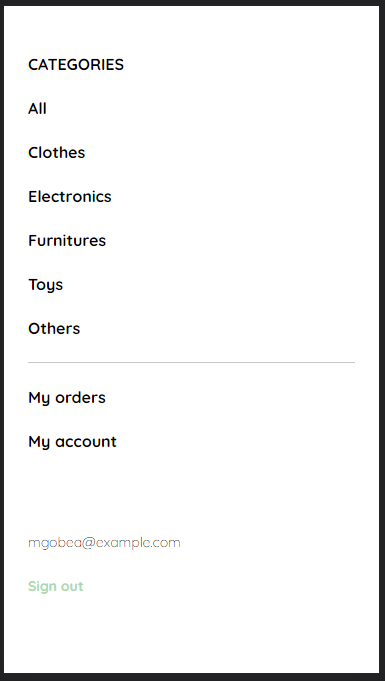 CATEGORIES
All
Clothes
Electronics
Furnitures
Toys
Others
My orders
My account
mgobea@example.com
Sign out